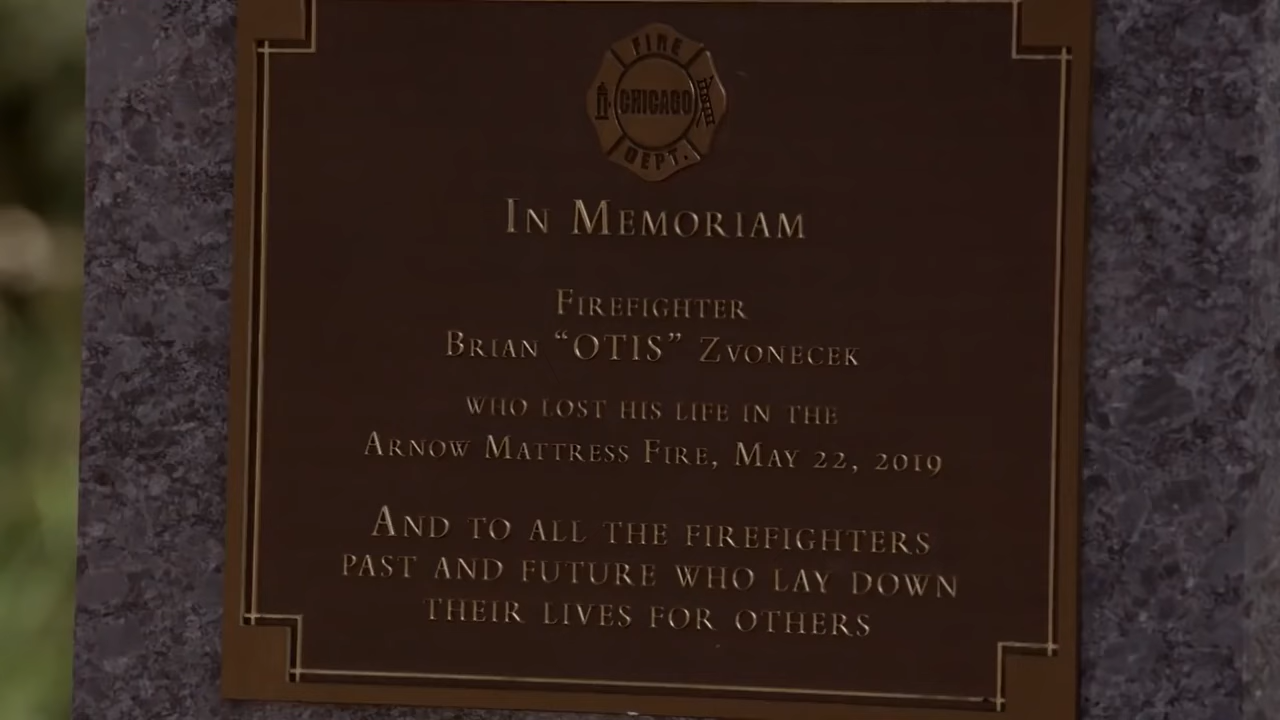 FIRE
CHICAGO
DEPT.
IN MEMORIAM
FIREFIGHTER
BRIAN “OTIS” ZVONECEK
WHO LOST HIS LIFE IN THE
ARNOW MATTRESS FIRE, MAY 22, 2019
AND TO ALL THE FIREFIGHTERS
PAST AND FUTURE WHO LAY DOWN
THEIR LIVES FOR OTHERS